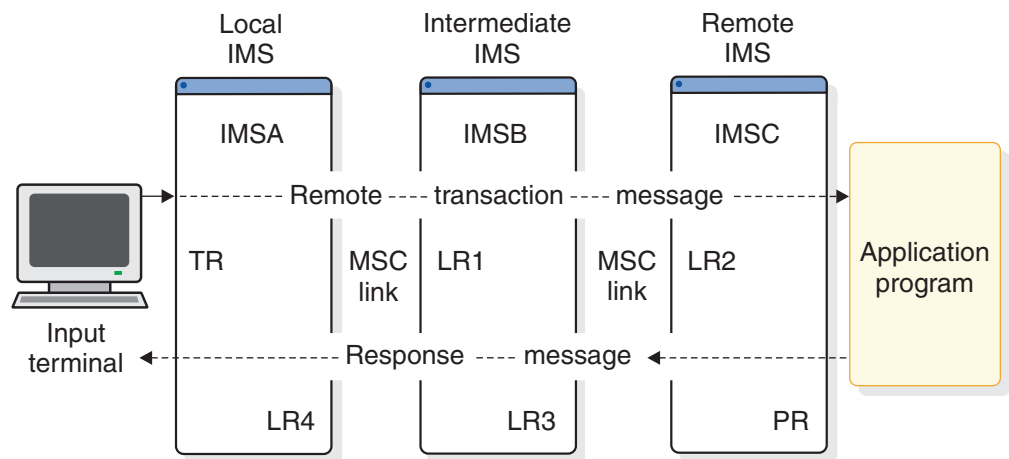 Local
IMS
Intermediate
IMS
Remote
IMS
IMSA
IMSB
IMSC
Remote transaction message
TR
MSC
link
LR1
MSC
link
LR2
Application
program
Input
terminal
Response message
LR4
LR3
PR